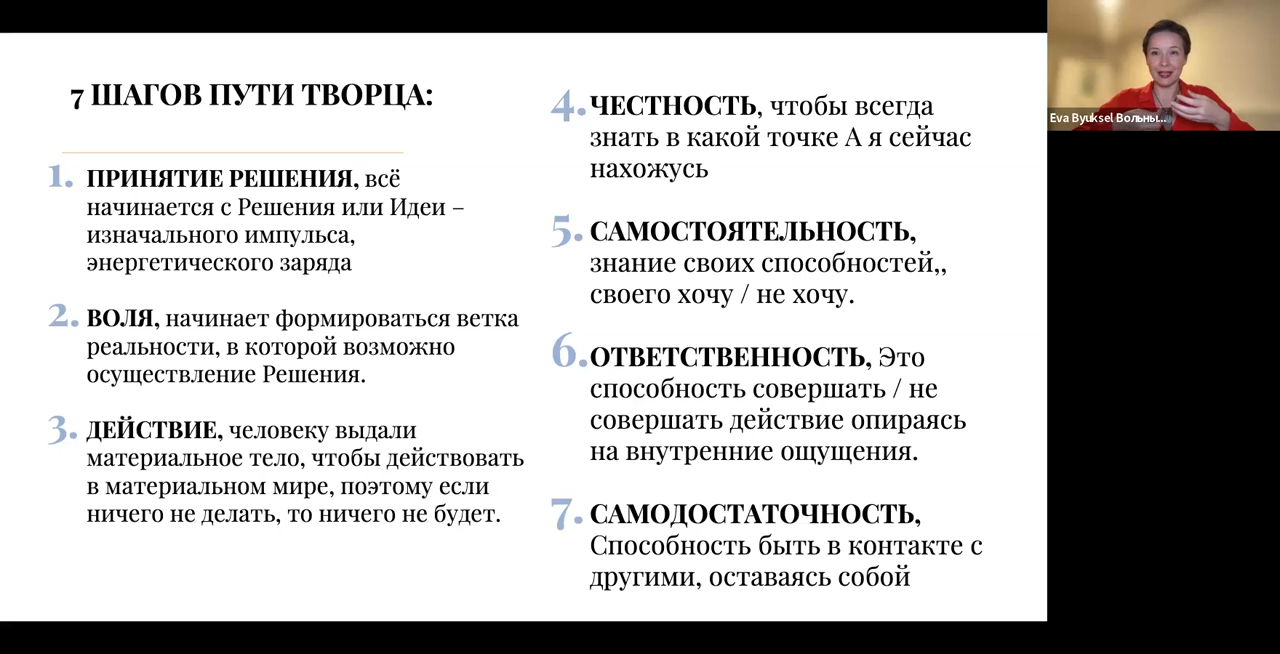 7 ШАГОВ ПУТИ ТВОРЦА:
1. ПРИНЯТИЕ РЕШЕНИЯ, всё
начинается с Решения или Идеи –
изначального импульса,
энергетического заряда
2. ВОЛЯ, начинает формироваться ветка
реальности, в которой возможно
осуществление Решения.
3. ДЕЙСТВИЕ, человеку выдали
материальное тело, чтобы действовать
в материальном мире, поэтому если
ничего не делать, то ничего не будет.
4. ЧЕСТНОСТЬ, чтобы всегда
знать в какой точке А я сейчас
нахожусь
5. САМОСТОЯТЕЛЬНОСТЬ,
знание своих способностей,,
своего хочу / не хочу.
6. ОТВЕТСТВЕННОСТЬ, Это
способность совершать / не
совершать действие опираясь
на внутренние ощущения.
7. САМОДОСТАТОЧНОСТЬ,
Способность быть в контакте с
другими, оставаясь собой
Eva Byuksel Вольны...